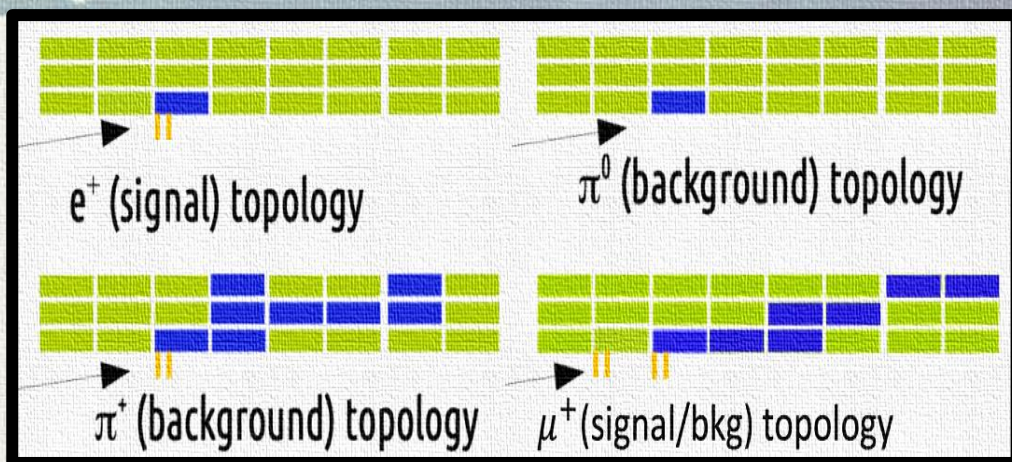 e⁺ (signal) topology
π⁰ (background) topology
π⁺ (background) topology
μ⁺(signal/bkg) topology